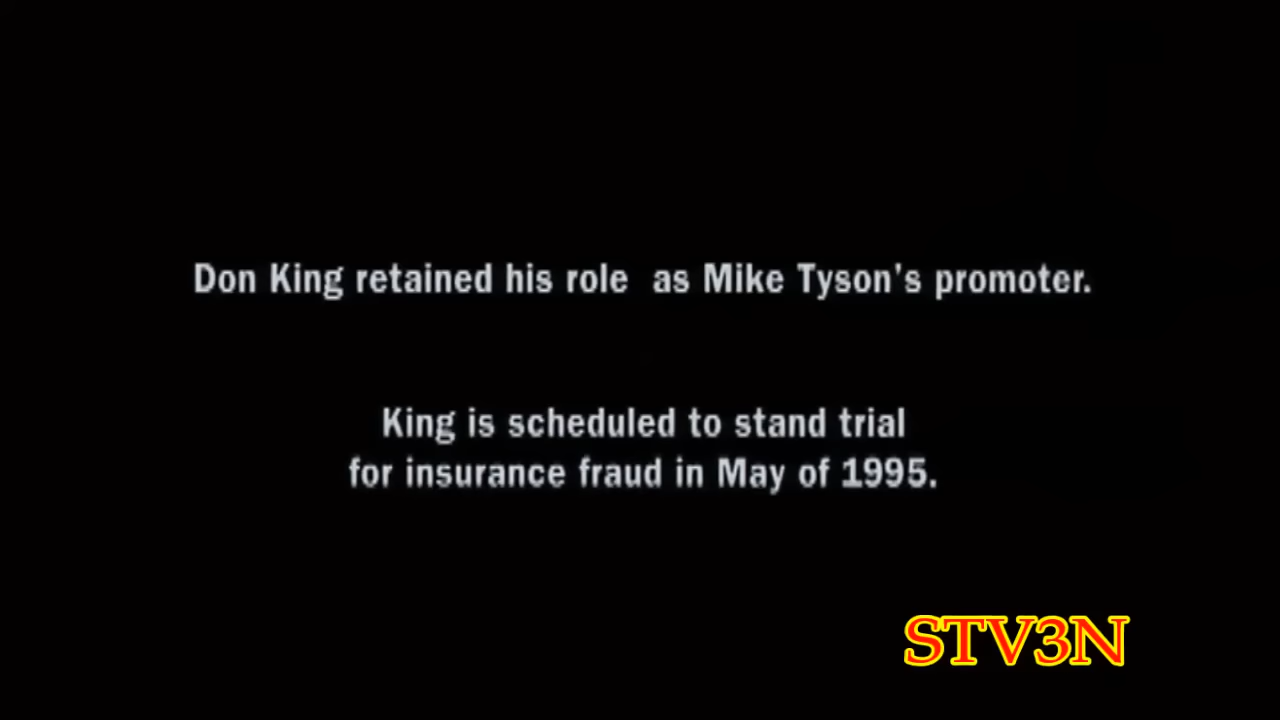 Don King retained his role  as Mike Tyson's promoter.
King is scheduled to stand trial
for insurance fraud in May of 1995.
STV3N